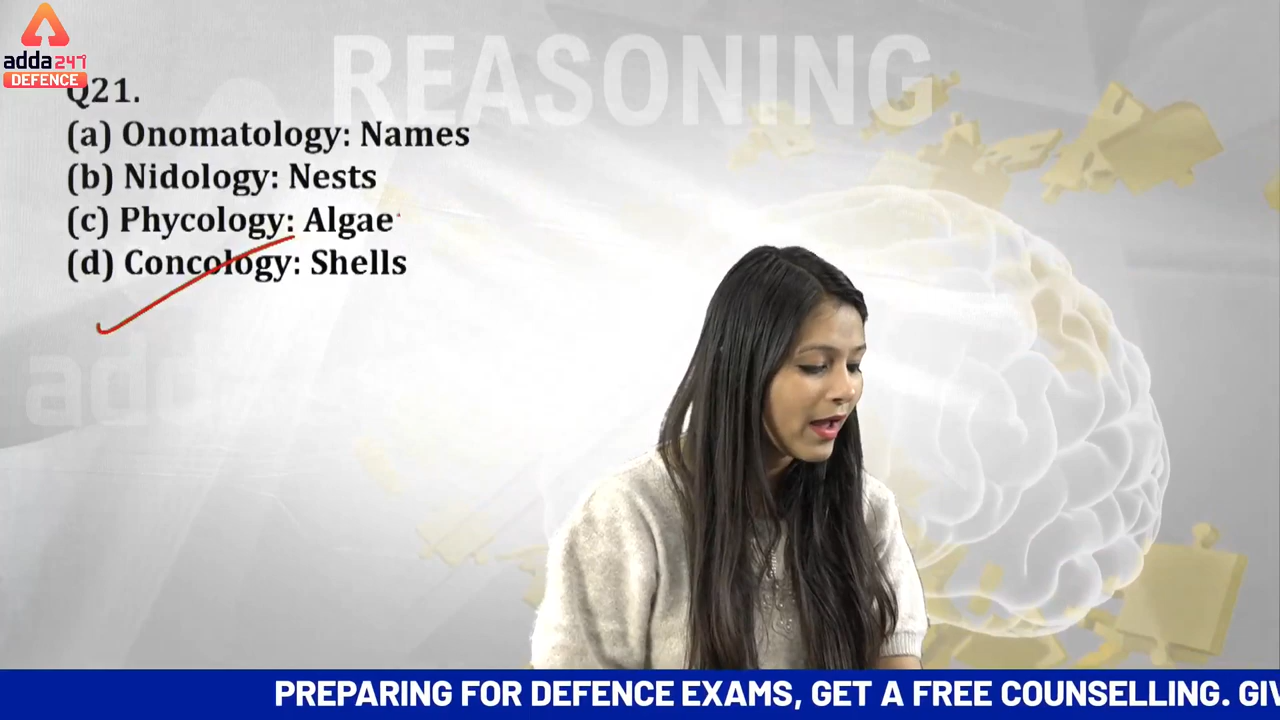 REASONING
adda247
DEFENCE
Q21.
(a) Onomatology: Names
(b) Nidology: Nests
(c) Phycology: Algae
(d) Concology: Shells
PREPARING FOR DEFENCE EXAMS, GET A FREE COUNSELLING. GIV